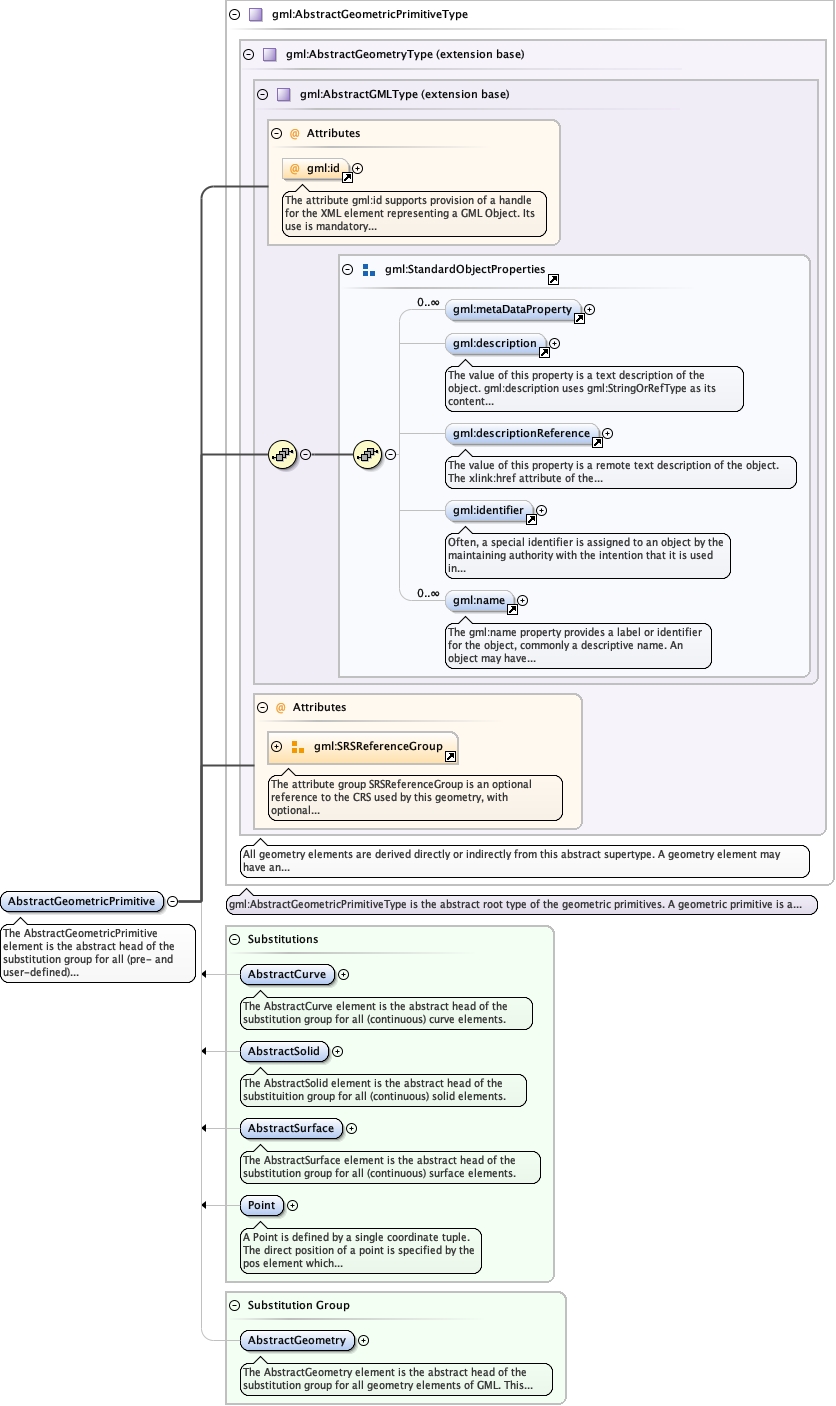 gml:AbstractGeometricPrimitiveType
gml:AbstractGeometryType (extension base)
gml:AbstractGMLType (extension base)
@ Attributes
@ gml:id
The attribute gml:id supports provision of a handle
for the XML element representing a GML Object. Its
use is mandatory...
gml:StandardObjectProperties
0..∞
gml:metaDataProperty
gml:description
The value of this property is a text description of the
object. gml:description uses gml:StringOrRefType as its
content...
gml:descriptionReference
The value of this property is a remote text description of the object.
The xlink:href attribute of the...
gml:identifier
Often, a special identifier is assigned to an object by the
maintaining authority with the intention that it is used
in...
0..∞
gml:name
The gml:name property provides a label or identifier
for the object, commonly a descriptive name. An
object may have...
@ Attributes
gml:SRSReferenceGroup
The attribute group SRSReferenceGroup is an optional
reference to the CRS used by this geometry, with
optional...
All geometry elements are derived directly or indirectly from this abstract supertype. A geometry element may
have an...
AbstractGeometricPrimitive
gml:AbstractGeometricPrimitiveType is the abstract root type of the geometric primitives. A geometric primitive is a...
The AbstractGeometricPrimitive
element is the abstract head of the
substitution group for all (pre- and
user-defined)...
Substitutions
AbstractCurve
The AbstractCurve element is the abstract head of the
substitution group for all (continuous) curve elements.
AbstractSolid
The AbstractSolid element is the abstract head of the
substituition group for all (continuous) solid elements.
AbstractSurface
The AbstractSurface element is the abstract head of the
substitution group for all (continuous) surface elements.
Point
A Point is defined by a single coordinate tuple.
The direct position of a point is specified by the
pos element which...
Substitution Group
AbstractGeometry
The AbstractGeometry element is the abstract head of the
substitution group for all geometry elements of GML. This...